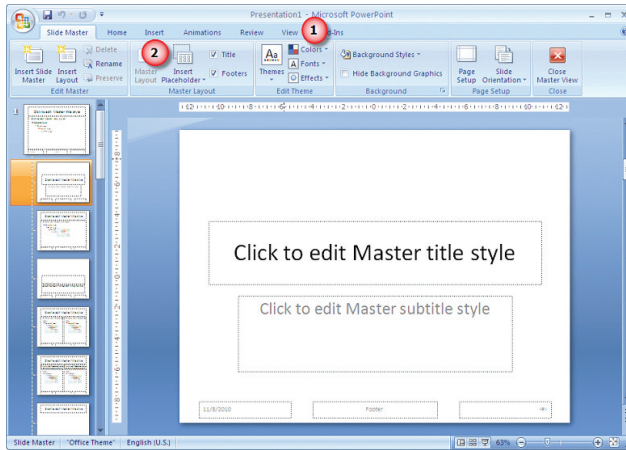 Presentation1 - Microsoft PowerPoint
Slide Master Home Insert Animations Review View 1 Add-Ins
2
Insert Slide Master
Insert Layout
Delete
Rename
Preserve
Edit Master
Master Layout
Insert Placeholder
Title
Footers
Master Layout
Themes
Aa
Colors
Fonts
Effects
Edit Theme
Background Styles
Hide Background Graphics
Background
Page Setup
Slide Orientation
Page Setup
Close Master View
Close
Click to edit Master title style
Click to edit Master subtitle style
11/8/2010 Footer ‹#›
Slide Master "Office Theme" English (U.S.) 63%